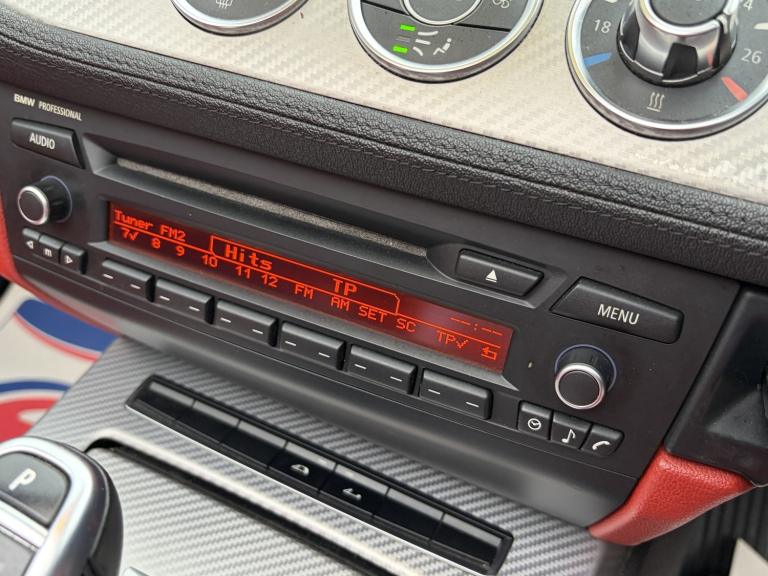 18
4
26
BMW PROFESSIONAL
AUDIO
Tuner FM2
Hits TP --:--
7✓ 8 9 10 11 12 FM AM SET SC TP✓
MENU
m
P